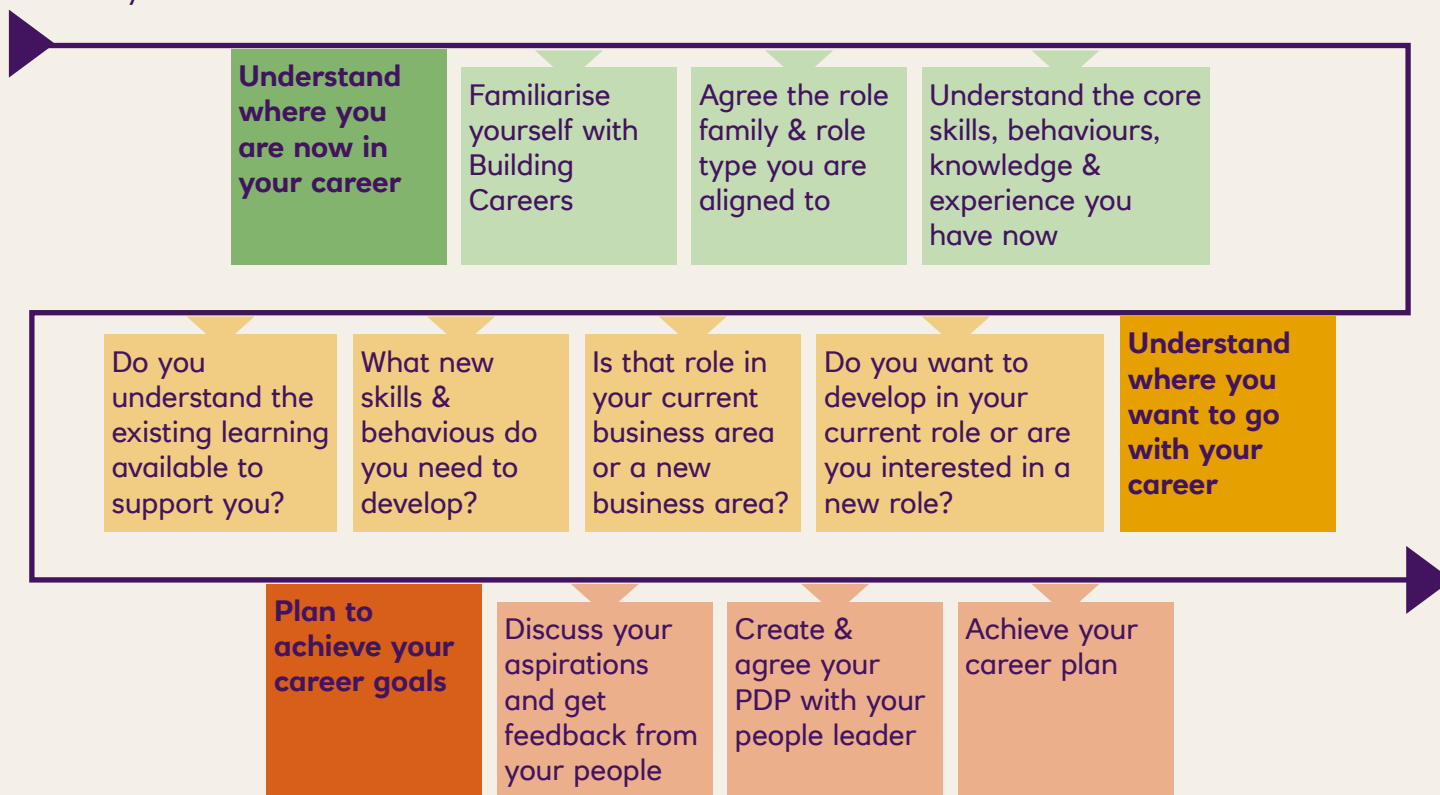 Understand
where you
are now in
your career
Familiarise
yourself with
Building
Careers
Agree the role
family & role
type you are
aligned to
Understand the core
skills, behaviours,
knowledge &
experience you
have now
Understand
where you
want to go
with your
career
Do you want to
develop in your
current role or are
you interested in a
new role?
Is that role in
your current
business area
or a new
business area?
What new
skills &
behavious do
you need to
develop?
Do you
understand the
existing learning
available to
support you?
Plan to
achieve your
career goals
Discuss your
aspirations
and get
feedback from
your people
Create &
agree your
PDP with your
people leader
Achieve your
career plan